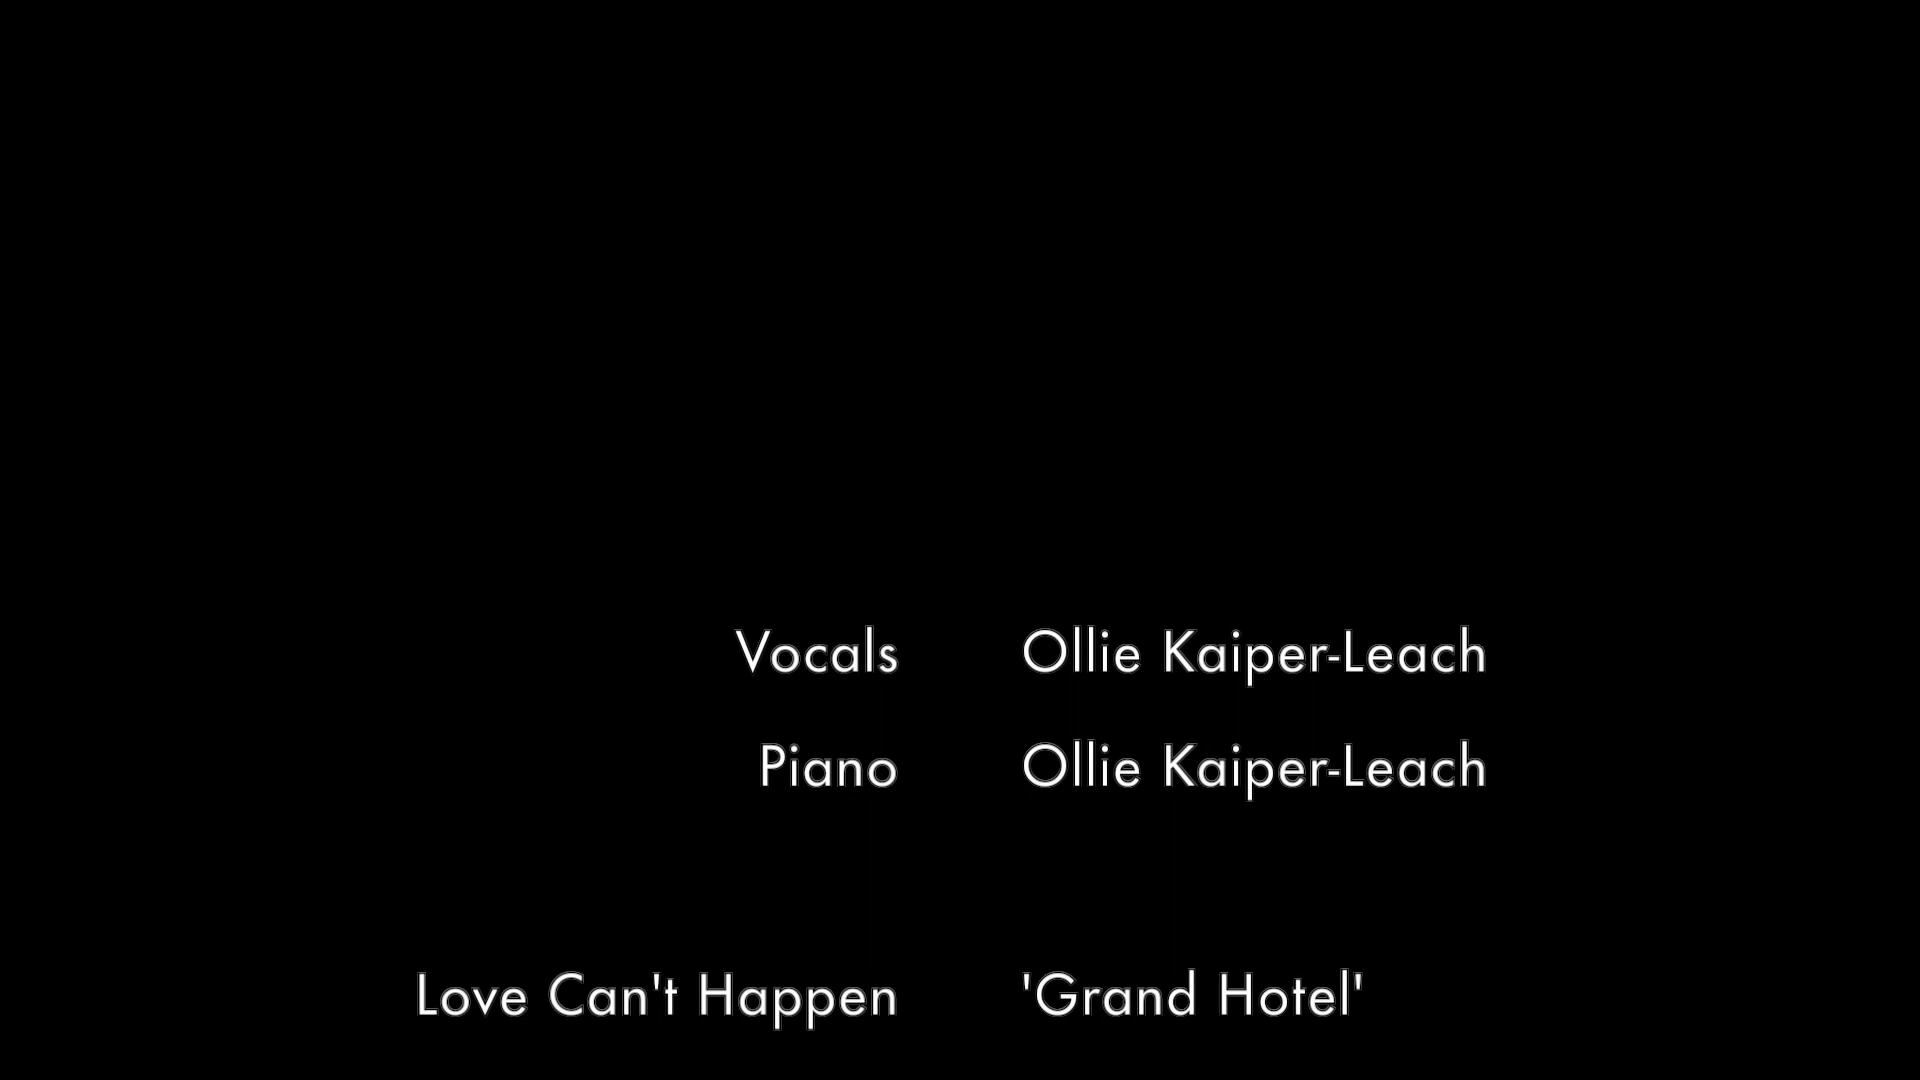 Vocals Ollie Kaiper-Leach
Piano Ollie Kaiper-Leach
Love Can't Happen 'Grand Hotel'